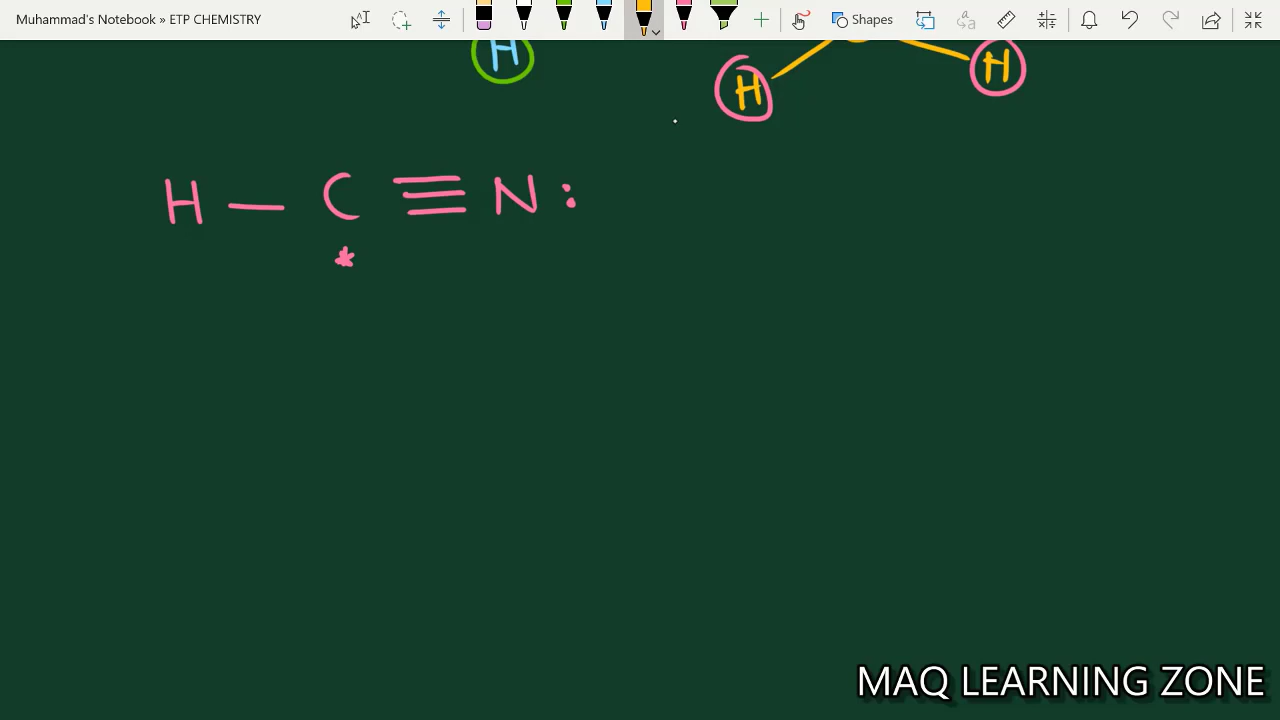 Muhammad's Notebook » ETP CHEMISTRY
Shapes
H
H
H
H — C ≡ N :
*
MAQ LEARNING ZONE